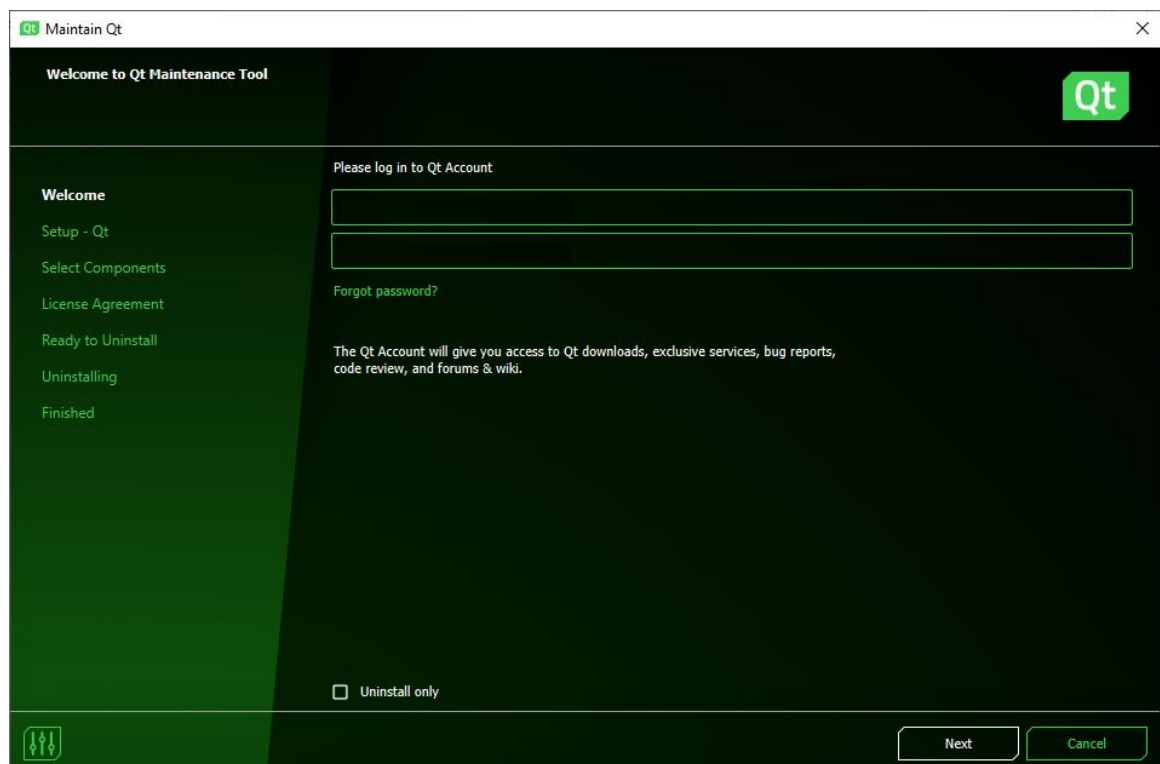 Qt Maintain Qt
Welcome to Qt Maintenance Tool
Qt
Please log in to Qt Account
Welcome
Setup - Qt
Select Components
License Agreement
Ready to Uninstall
Uninstalling
Finished
Forgot password?
The Qt Account will give you access to Qt downloads, exclusive services, bug reports,
code review, and forums & wiki.
Uninstall only
Next
Cancel